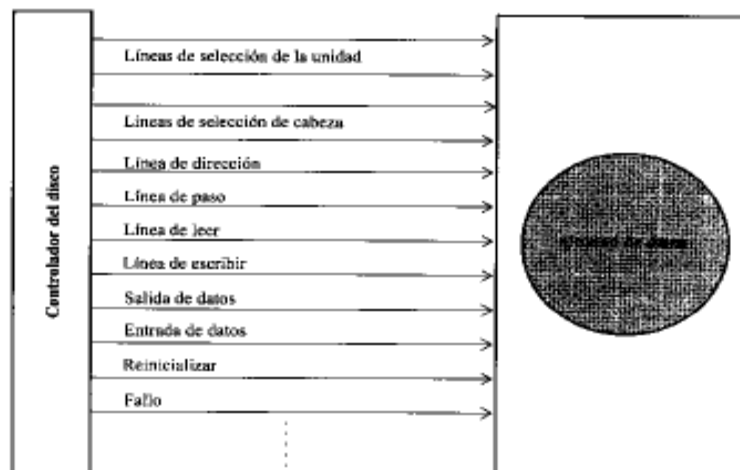 Líneas de selección de la unidad
Líneas de selección de cabeza
Línea de dirección
Línea de paso
Línea de leer
Línea de escribir
Salida de datos
Entrada de datos
Reinicializar
Fallo
Controlador del disco